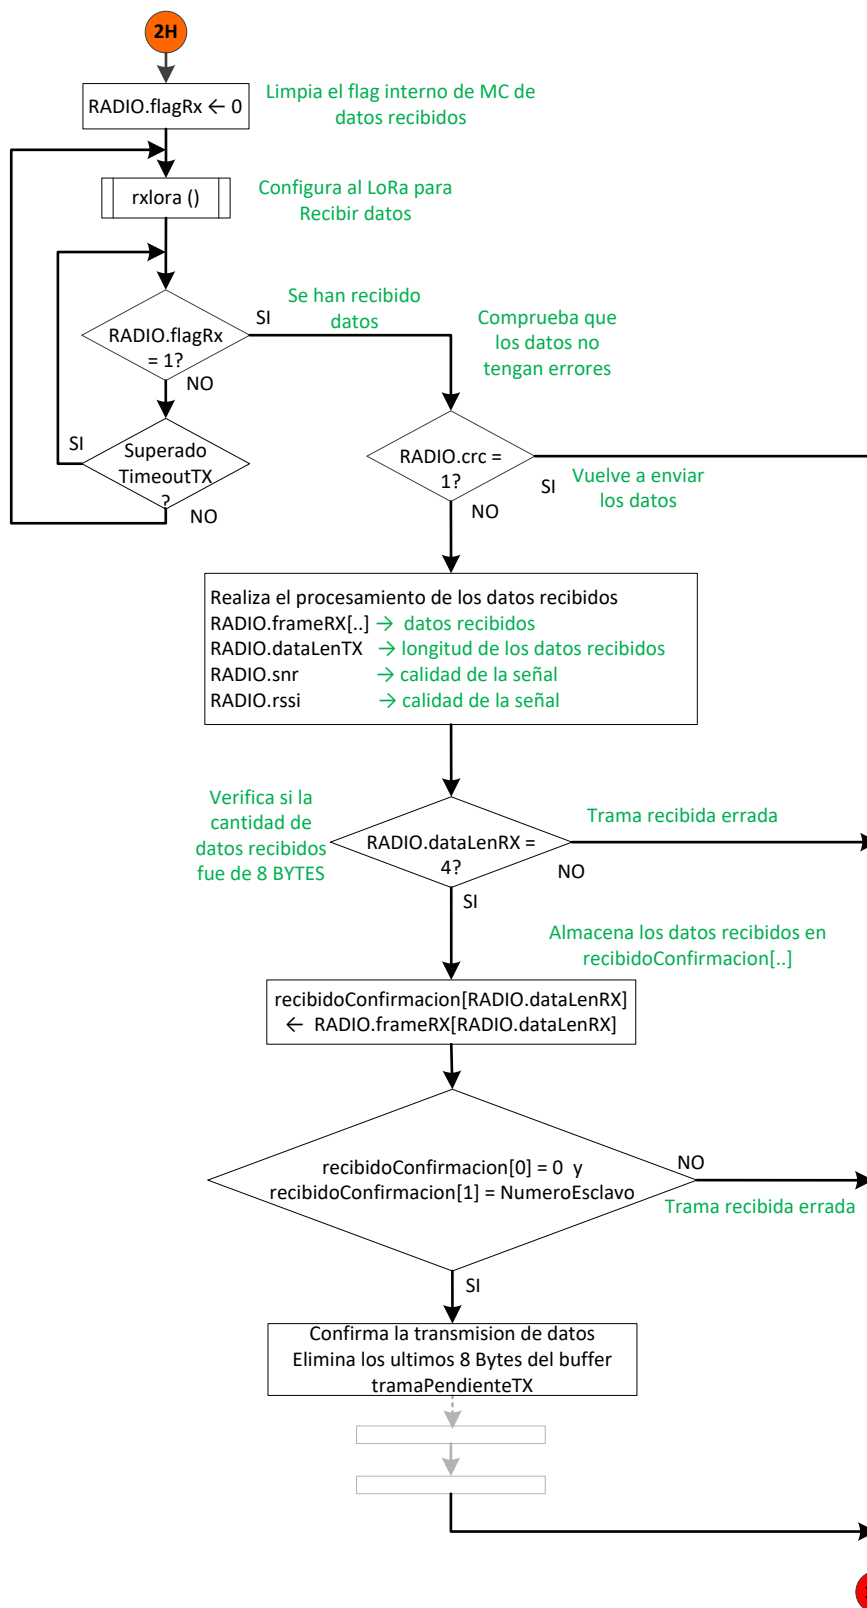 2H
RADIO.flagRx ← 0
Limpia el flag interno de MC de
datos recibidos
rxlora ()
Configura al LoRa para
Recibir datos
RADIO.flagRx
= 1?
SI
NO
Se han recibido
datos
Comprueba que
los datos no
tengan errores
Superado
TimeoutTX
?
SI
NO
RADIO.crc =
1?
SI
NO
Vuelve a enviar
los datos
Realiza el procesamiento de los datos recibidos
RADIO.frameRX[..] → datos recibidos
RADIO.dataLenTX → longitud de los datos recibidos
RADIO.snr → calidad de la señal
RADIO.rssi → calidad de la señal
Verifica si la
cantidad de
datos recibidos
fue de 8 BYTES
RADIO.dataLenRX =
4?
NO
SI
Trama recibida errada
Almacena los datos recibidos en
recibidoConfirmacion[..]
recibidoConfirmacion[RADIO.dataLenRX]
← RADIO.frameRX[RADIO.dataLenRX]
recibidoConfirmacion[0] = 0 y
recibidoConfirmacion[1] = NumeroEsclavo
NO
Trama recibida errada
SI
Confirma la transmision de datos
Elimina los ultimos 8 Bytes del buffer
tramaPendienteTX